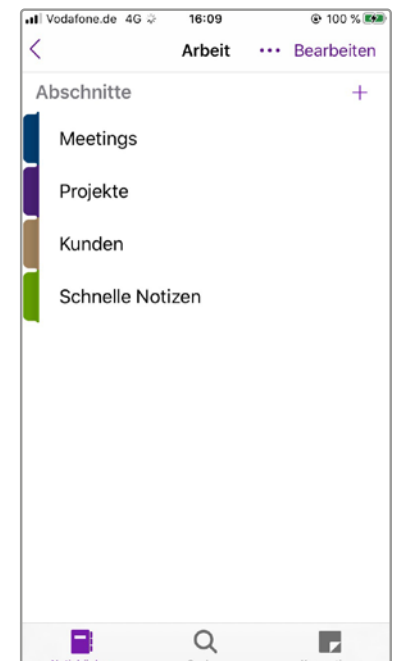 Vodafone.de 4G 16:09 100 %
Arbeit ... Bearbeiten
Abschnitte +
Meetings
Projekte
Kunden
Schnelle Notizen